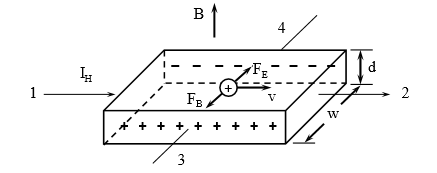 B
4
I_H
F_E
d
1
+
v
2
F_B
w
+ + + + + + + + +
3